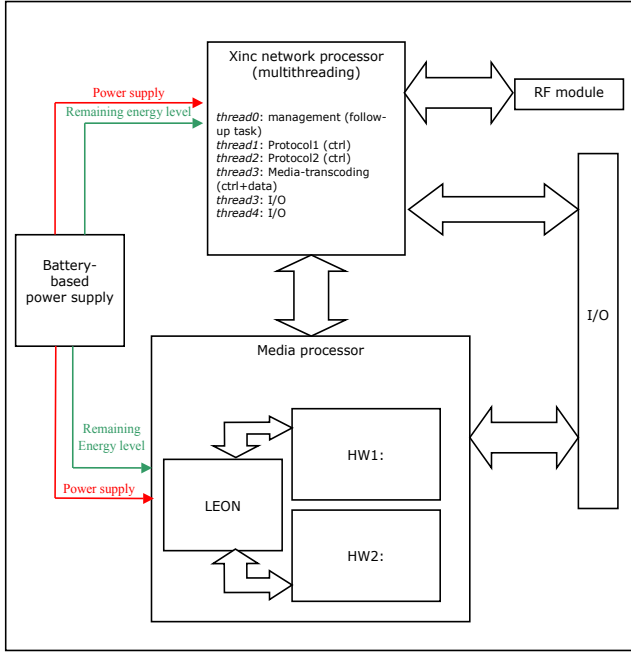 Xinc network processor
(multithreading)
RF module
Power supply
Remaining energy level
thread0: management (follow-
up task)
thread1: Protocol1 (ctrl)
thread2: Protocol2 (ctrl)
thread3: Media-transcoding
(ctrl+data)
thread3: I/O
thread4: I/O
Battery-
based
power supply
I/O
Media processor
Remaining
Energy level
Power supply
LEON
HW1:
HW2: